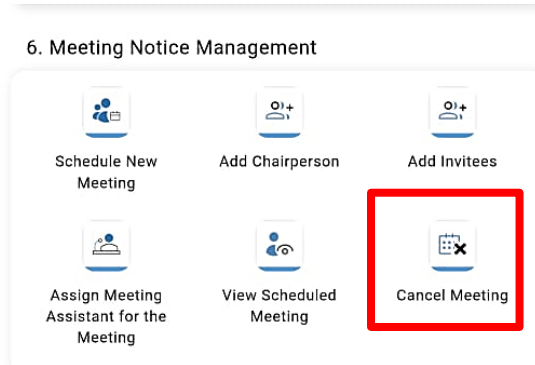 6. Meeting Notice Management
Schedule New
Meeting
Add Chairperson
Add Invitees
Assign Meeting
Assistant for the
Meeting
View Scheduled
Meeting
Cancel Meeting